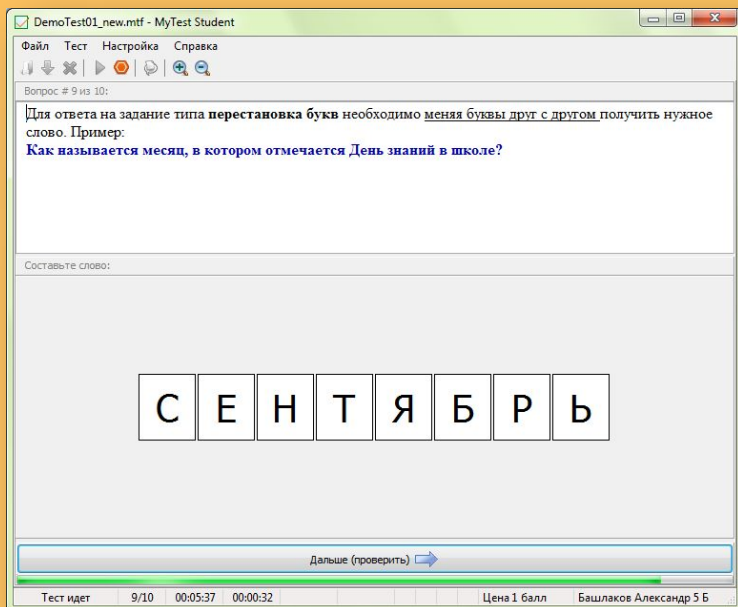 DemoTest01_new.mtf - MyTest Student
Файл Тест Настройка Справка
Вопрос # 9 из 10:
Для ответа на задание типа перестановка букв необходимо меняя буквы друг с другом получить нужное
слово. Пример:
Как называется месяц, в котором отмечается День знаний в школе?
Составьте слово:
С Е Н Т Я Б Р Ь
Дальше (проверить)
Тест идет 9/10 00:05:37 00:00:32 Цена 1 балл Башлаков Александр 5 Б